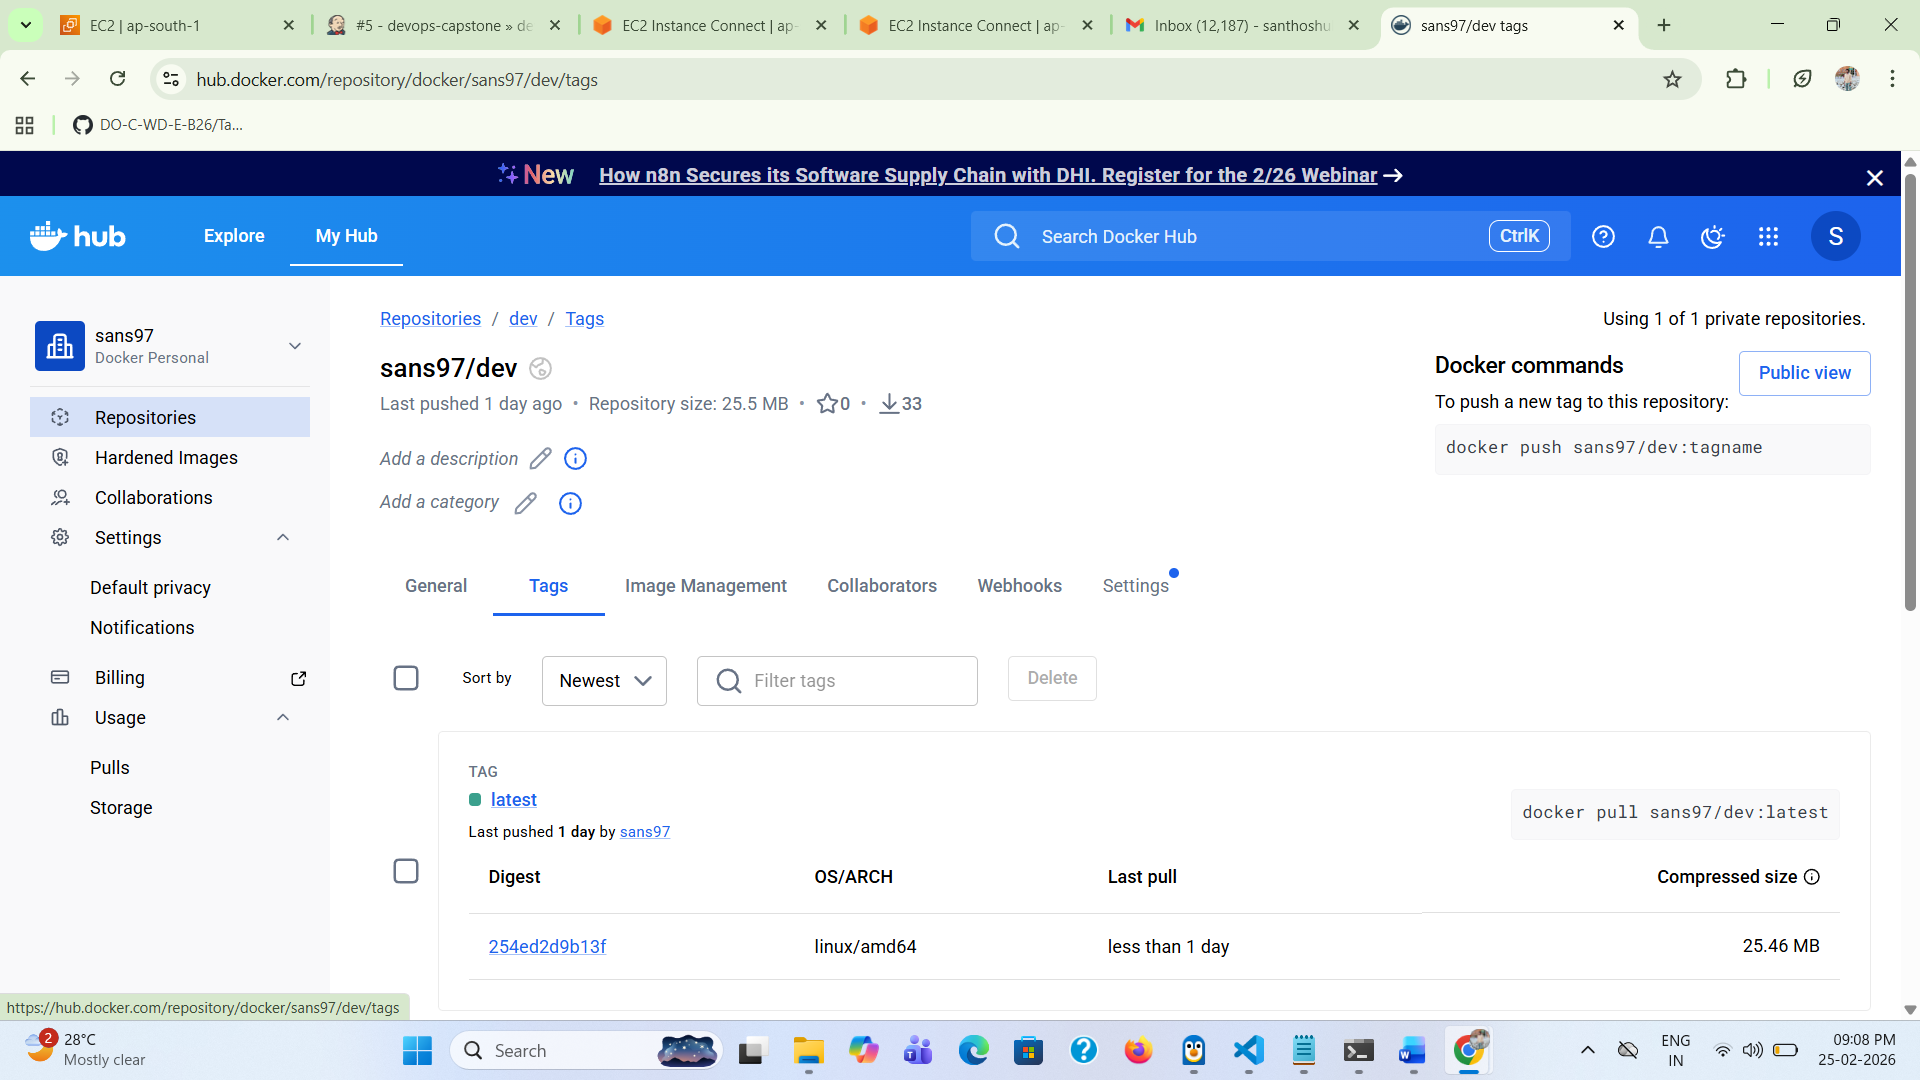 EC2 | ap-south-1
#5 - devops-capstone » de
EC2 Instance Connect | ap-
EC2 Instance Connect | ap-
Inbox (12,187) - santhoshu
sans97/dev tags
hub.docker.com/repository/docker/sans97/dev/tags
DO-C-WD-E-B26/Ta...
New How n8n Secures its Software Supply Chain with DHI. Register for the 2/26 Webinar →
hub
Explore
My Hub
Search Docker Hub
CtrlK
S
sans97
Docker Personal
Repositories
Hardened Images
Collaborations
Settings
Default privacy
Notifications
Billing
Usage
Pulls
Storage
Repositories / dev / Tags
Using 1 of 1 private repositories.
sans97/dev
Last pushed 1 day ago • Repository size: 25.5 MB • 0 • 33
Add a description
Add a category
Docker commands
Public view
To push a new tag to this repository:
docker push sans97/dev:tagname
General
Tags
Image Management
Collaborators
Webhooks
Settings
Sort by
Newest
Filter tags
Delete
TAG
latest
Last pushed 1 day by sans97
docker pull sans97/dev:latest
Digest
OS/ARCH
Last pull
Compressed size
254ed2d9b13f
linux/amd64
less than 1 day
25.46 MB
https://hub.docker.com/repository/docker/sans97/dev/tags
2
28°C
Mostly clear
Search
ENG
IN
09:08 PM
25-02-2026